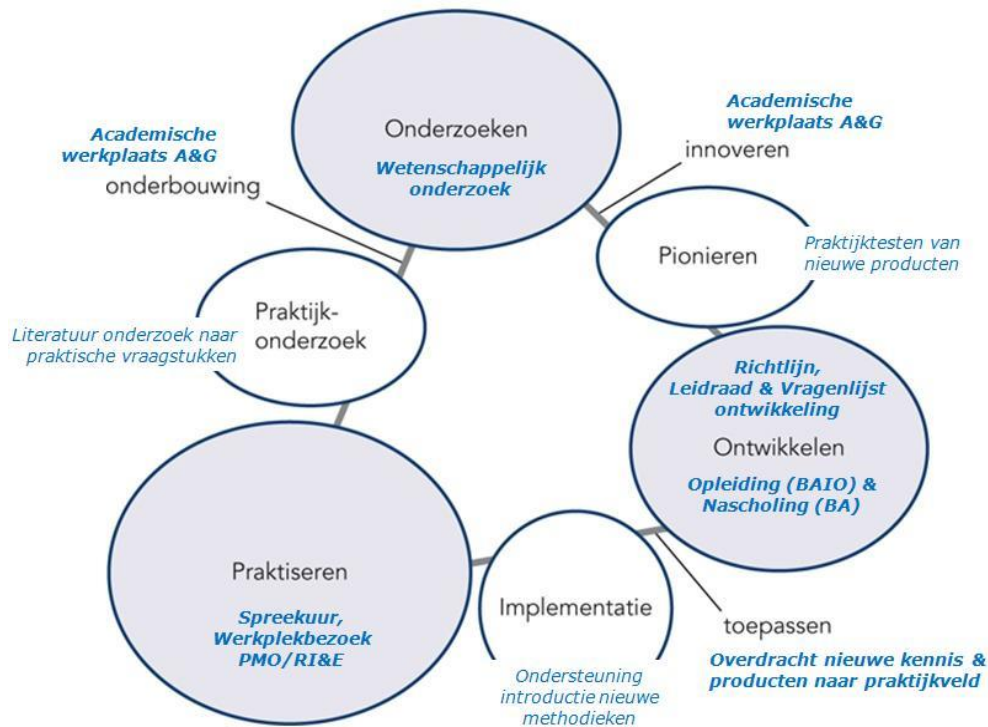 Onderzoeken
Wetenschappelijk
onderzoek
Academische
werkplaats A&G
innoveren
Pionieren
Praktijktesten van
nieuwe producten
Richtlijn,
Leidraad & Vragenlijst
ontwikkeling
Ontwikkelen
Opleiding (BAIO) &
Nascholing (BA)
toepassen
Overdracht nieuwe kennis &
producten naar praktijkveld
Implementatie
Ondersteuning
introductie nieuwe
methodieken
Praktiseren
Spreekuur,
Werkplekbezoek
PMO/RI&E
Praktijk-
onderzoek
Literatuur onderzoek naar
praktische vraagstukken
Academische
werkplaats A&G
onderbouwing